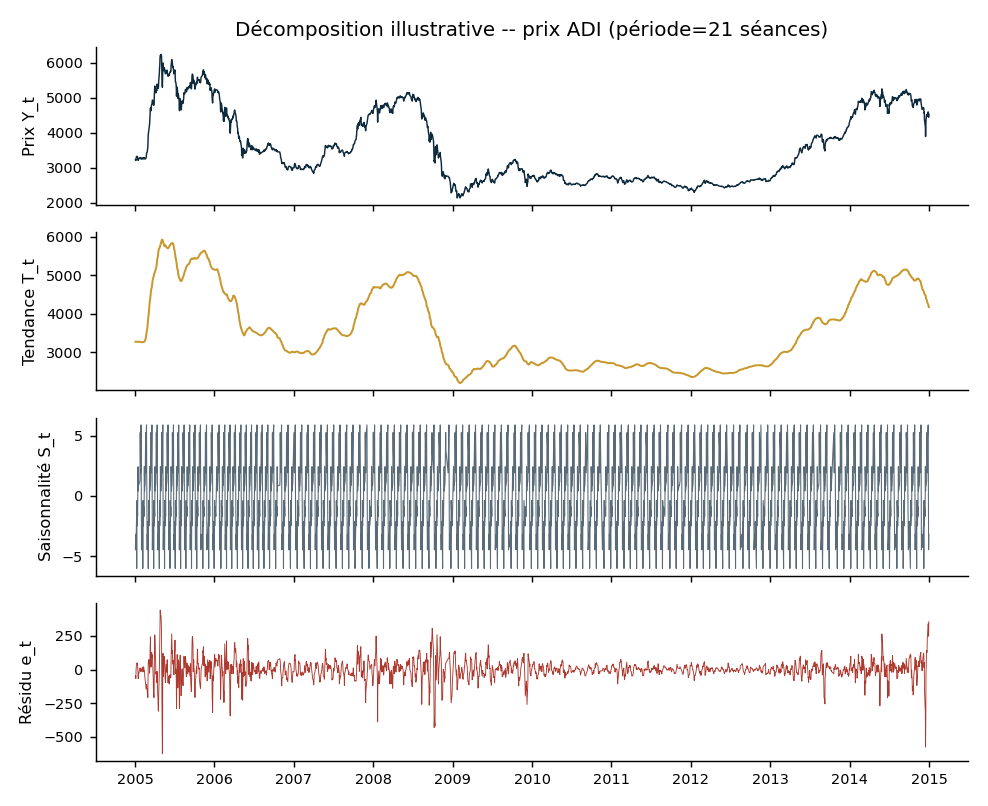 Décomposition illustrative -- prix ADI (période=21 séances)
Prix Y_t
6000
5000
4000
3000
2000
Tendance T_t
6000
5000
4000
3000
Saisonnalité S_t
5
0
−5
Résidu e_t
250
0
−250
−500
2005 2006 2007 2008 2009 2010 2011 2012 2013 2014 2015